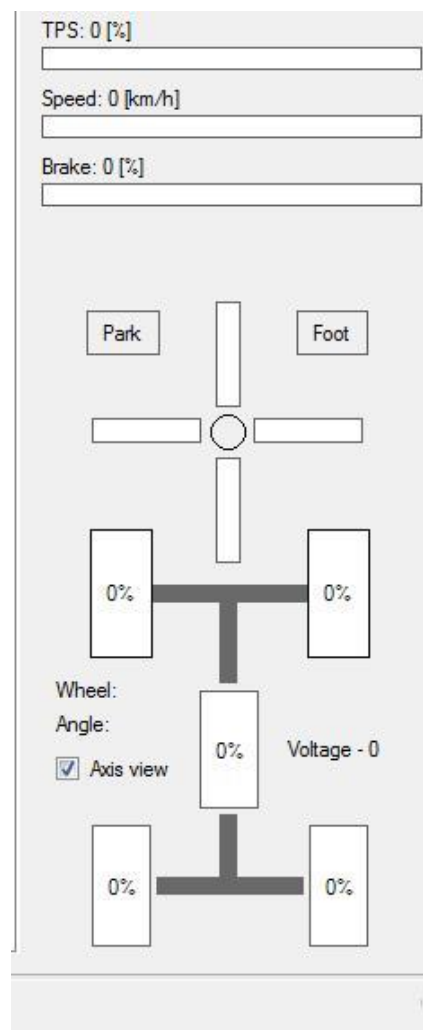 TPS: 0 [%]
Speed: 0 [km/h]
Brake: 0 [%]
Park
Foot
0%
0%
Wheel:
Angle:
Axis view
0%
Voltage - 0
0%
0%